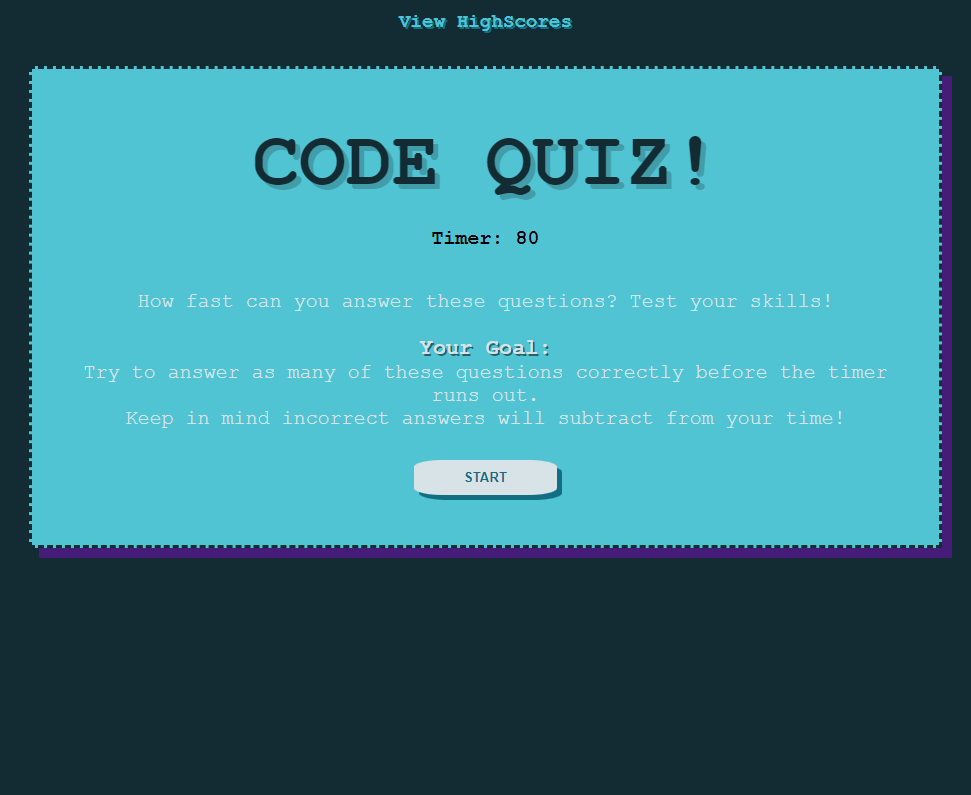 View HighScores
CODE QUIZ!
Timer: 80
How fast can you answer these questions? Test your skills!
Your Goal:
Try to answer as many of these questions correctly before the timer
runs out.
Keep in mind incorrect answers will subtract from your time!
START